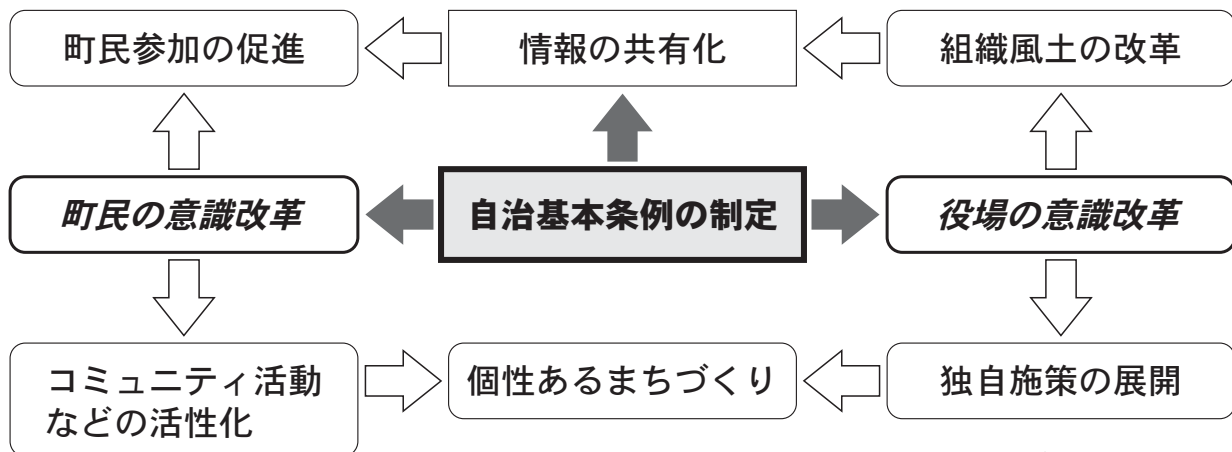 町民参加の促進
情報の共有化
組織風土の改革
町民の意識改革
自治基本条例の制定
役場の意識改革
コミュニティ活動
などの活性化
個性あるまちづくり
独自施策の展開